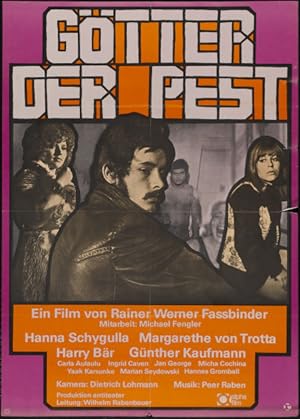 GÖTTER
DER PEST
Ein Film von Rainer Werner Fassbinder
Mitarbeit: Michael Fengler
Hanna Schygulla Margarethe von Trotta
Harry Bär Günther Kaufmann
Carla Aulaulu Ingrid Caven Jan George Micha Cochina
Yaak Karsunke Marian Seydowski Hannes Gromball
Kamera: Dietrich Lohmann Musik: Peer Raben
Produktion antiteater
Leitung: Wilhelm Rabenbauer
alpha
film